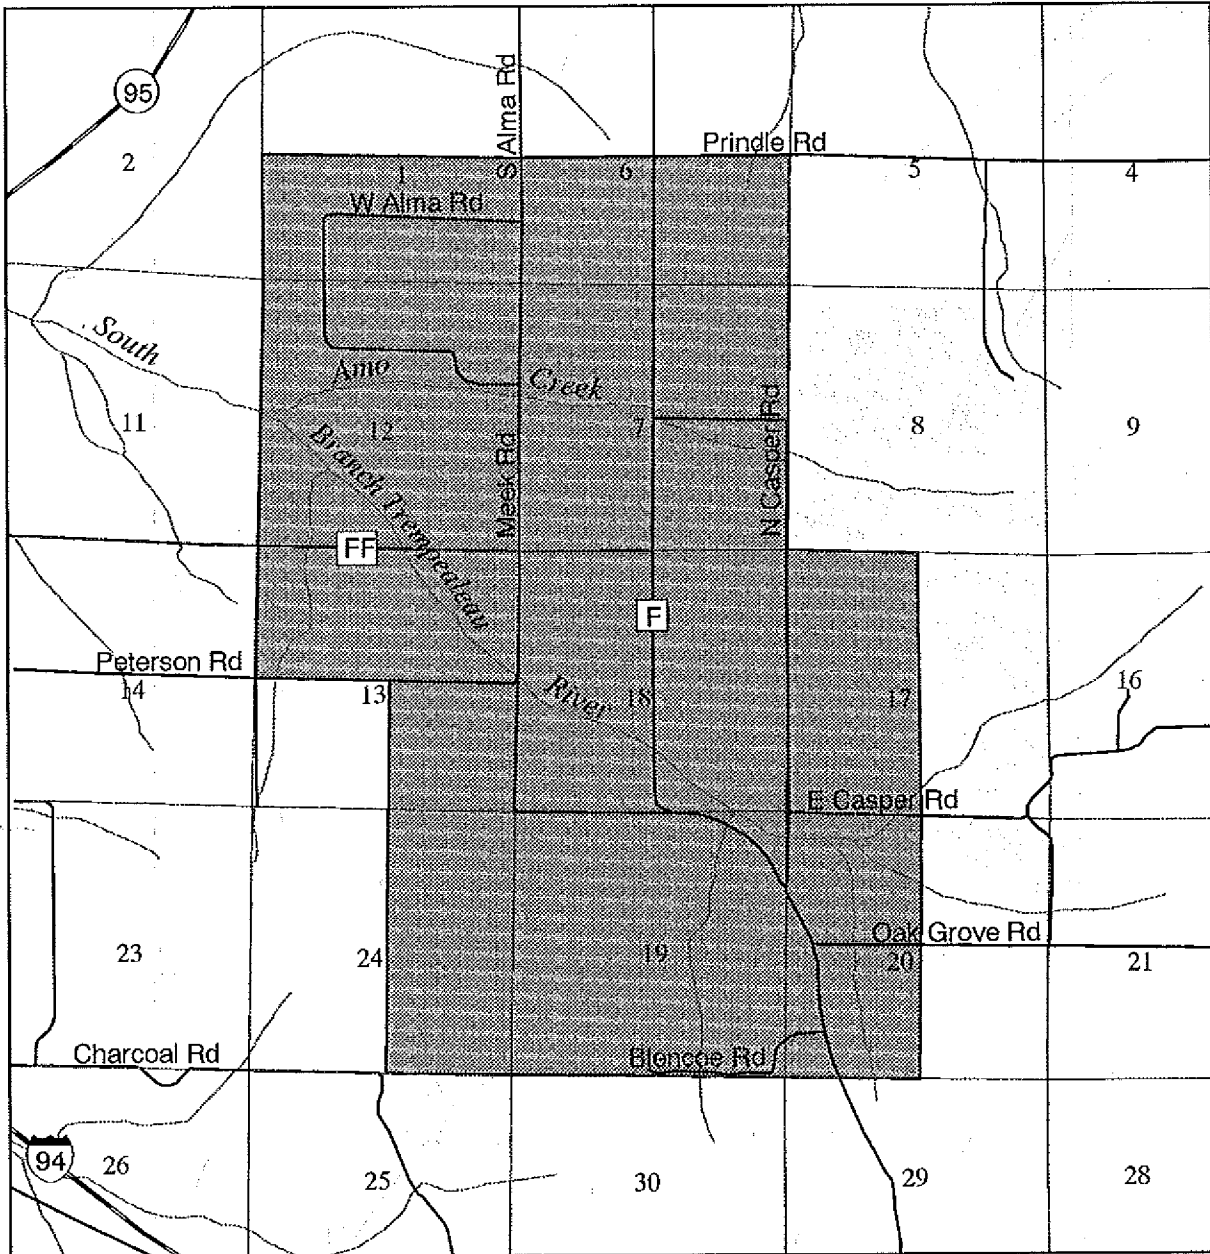 95
S Alma Rd
Prindle Rd
2
1
6
5
4
W Alma Rd
South
Amo
Creek
11
12
7
8
9
Branch Trempealeau
Meek Rd
N Casper Rd
FF
F
Peterson Rd
14
13
River
18
17
16
E Casper Rd
23
24
19
Oak Grove Rd
20
21
Charcoal Rd
Blencoe Rd
94
26
25
30
29
28